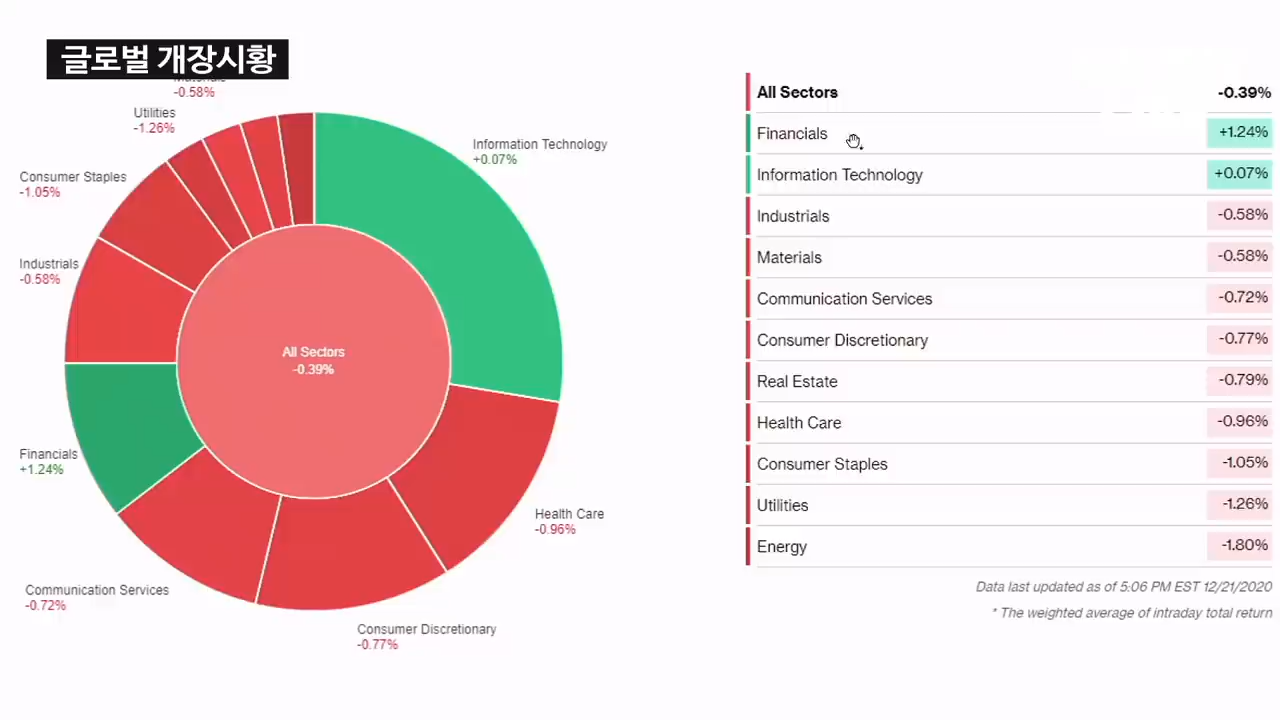 글로벌 개장시황
-0.58%
Utilities
-1.26%
Consumer Staples
-1.05%
Industrials
-0.58%
Financials
+1.24%
Communication Services
-0.72%
Consumer Discretionary
-0.77%
Health Care
-0.96%
Information Technology
+0.07%
All Sectors
-0.39%
All Sectors -0.39%
Financials +1.24%
Information Technology +0.07%
Industrials -0.58%
Materials -0.58%
Communication Services -0.72%
Consumer Discretionary -0.77%
Real Estate -0.79%
Health Care -0.96%
Consumer Staples -1.05%
Utilities -1.26%
Energy -1.80%
Data last updated as of 5:06 PM EST 12/21/2020
* The weighted average of intraday total return